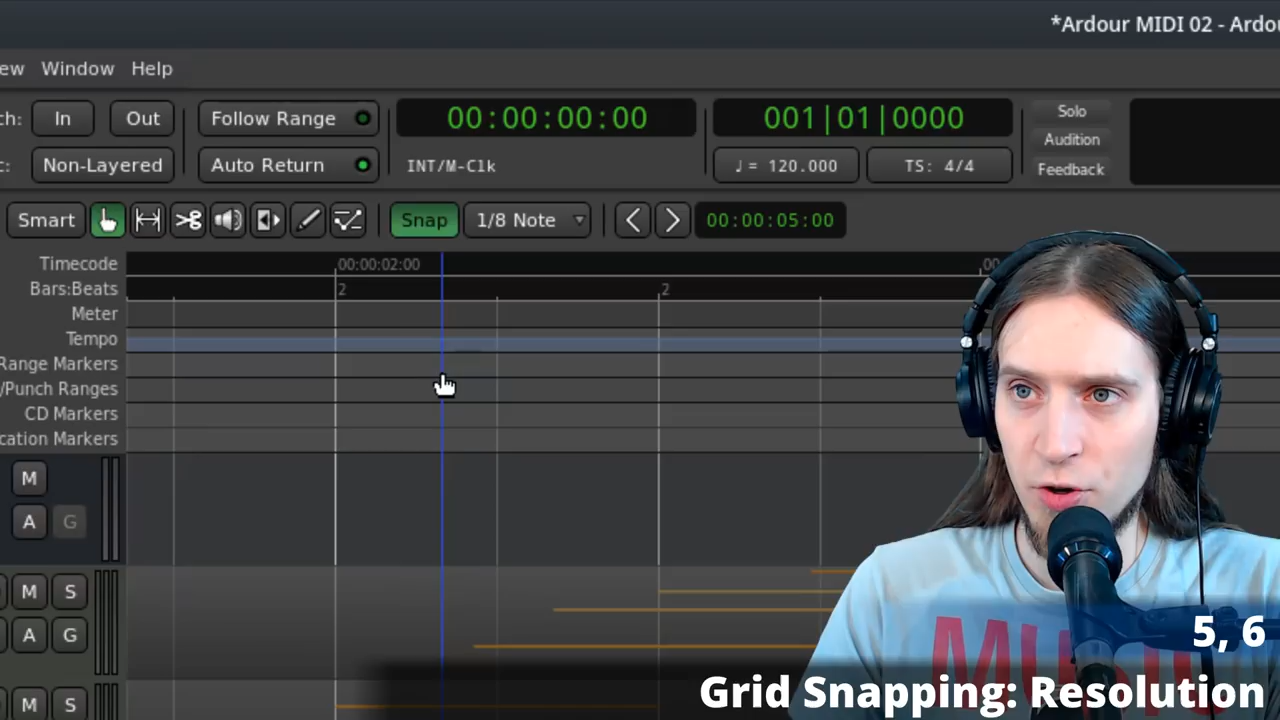 *Ardour MIDI 02 - Ardou
ew Window Help
ch: In Out Follow Range 00:00:00:00 001|01|0000 Solo
Audition
c: Non-Layered Auto Return INT/M-Clk ♩ = 120.000 TS: 4/4 Feedback
Smart Snap 1/8 Note 00:00:05:00
Timecode 00:00:02:00 00
Bars:Beats 2 2
Meter
Tempo
Range Markers
/Punch Ranges
CD Markers
cation Markers
M
A G
M S
A G
M S
MUSIC
5, 6
Grid Snapping: Resolution